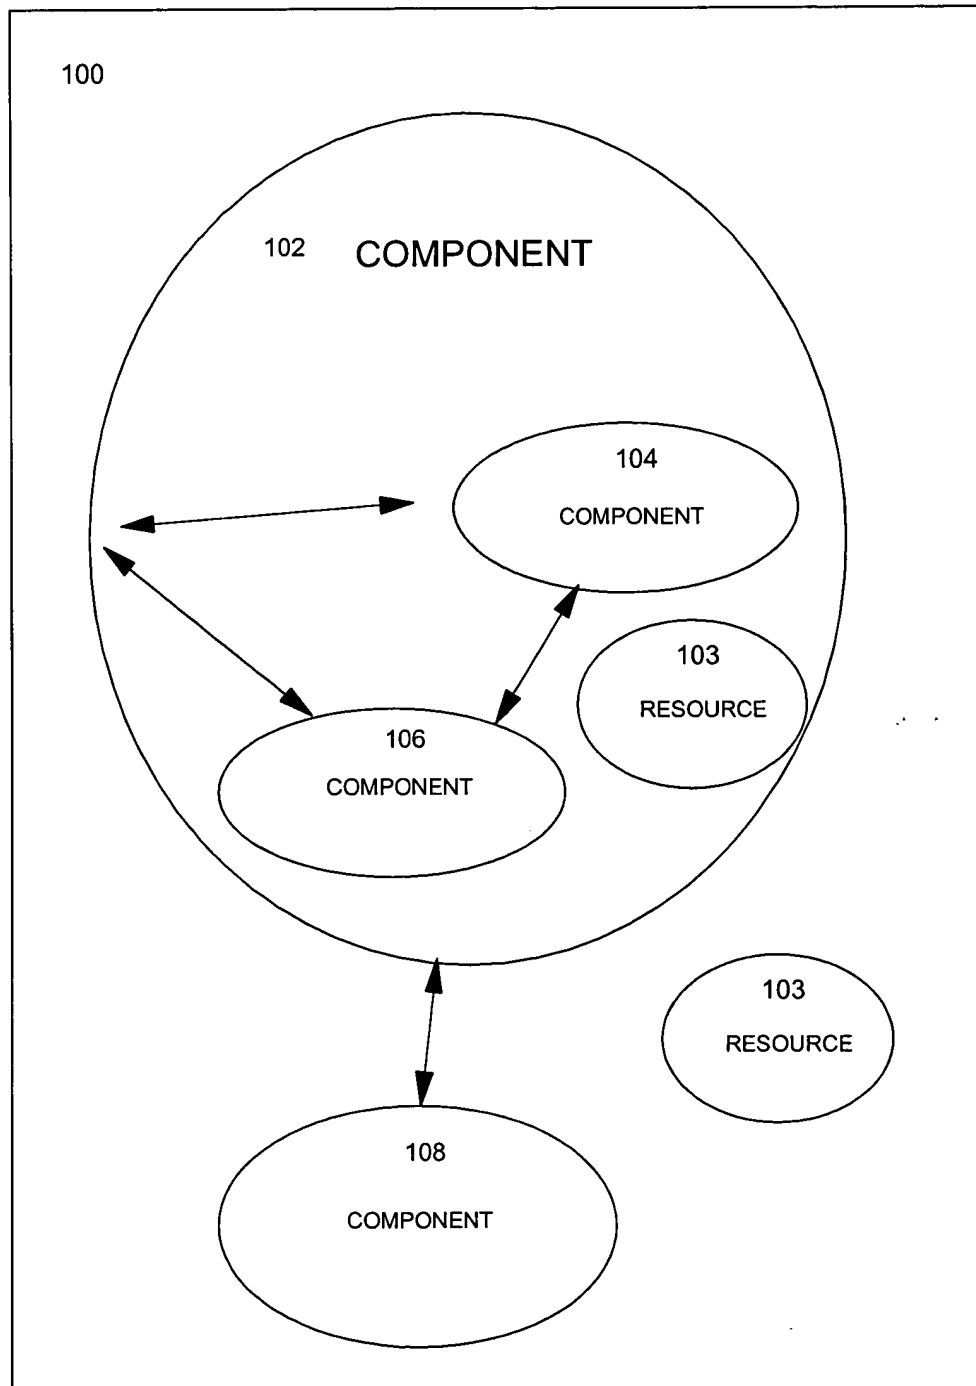 100
102 COMPONENT
104
COMPONENT
103
RESOURCE
106
COMPONENT
103
RESOURCE
108
COMPONENT